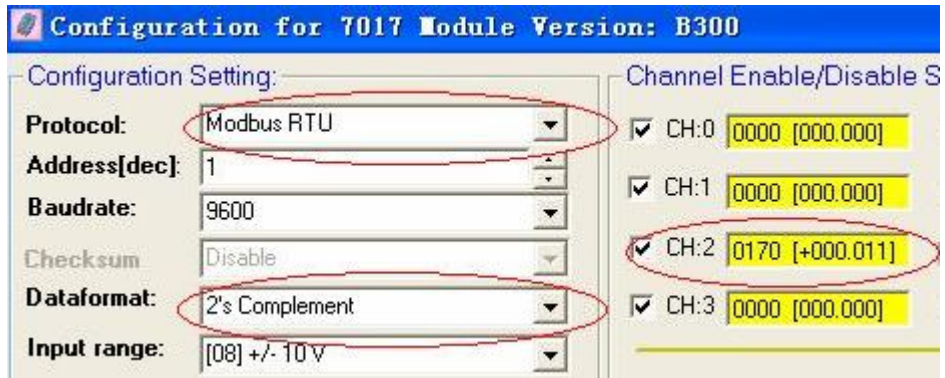 Configuration for 7017 Module Version: B300
Configuration Setting:
Protocol:
Modbus RTU
Address[dec]:
1
Baudrate:
9600
Checksum
Disable
Dataformat:
2's Complement
Input range:
[08] +/- 10 V
Channel Enable/Disable S
CH:0 0000 [000.000]
CH:1 0000 [000.000]
CH:2 0170 [+000.011]
CH:3 0000 [000.000]